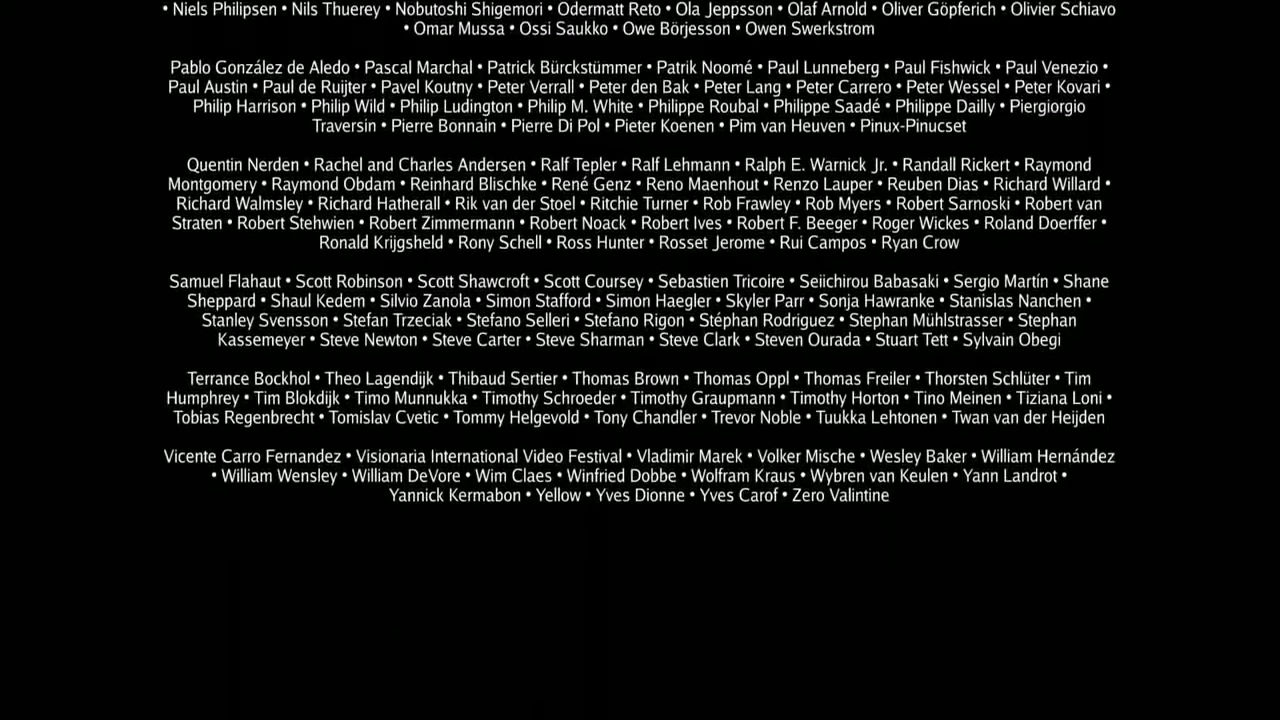 • Niels Philipsen • Nils Thuerey • Nobutoshi Shigemori • Odermatt Reto • Ola Jeppsson • Olaf Arnold • Oliver Göpferich • Olivier Schiavo
• Omar Mussa • Ossi Saukko • Owe Börjesson • Owen Swerkstrom
Pablo González de Aledo • Pascal Marchal • Patrick Bürckstümmer • Patrik Noomé • Paul Lunneberg • Paul Fishwick • Paul Venezio •
Paul Austin • Paul de Ruijter • Pavel Koutny • Peter Verrall • Peter den Bak • Peter Lang • Peter Carrero • Peter Wessel • Peter Kovari •
Philip Harrison • Philip Wild • Philip Ludington • Philip M. White • Philippe Roubal • Philippe Saadé • Philippe Dailly • Piergiorgio
Traversin • Pierre Bonnain • Pierre Di Pol • Pieter Koenen • Pim van Heuven • Pinux-Pinucset
Quentin Nerden • Rachel and Charles Andersen • Ralf Tepler • Ralf Lehmann • Ralph E. Warnick Jr. • Randall Rickert • Raymond
Montgomery • Raymond Obdam • Reinhard Blischke • René Genz • Reno Maenhout • Renzo Lauper • Reuben Dias • Richard Willard •
Richard Walmsley • Richard Hatherall • Rik van der Stoel • Ritchie Turner • Rob Frawley • Rob Myers • Robert Sarnoski • Robert van
Straten • Robert Stehwien • Robert Zimmermann • Robert Noack • Robert Ives • Robert F. Beeger • Roger Wickes • Roland Doerffer •
Ronald Krijgsheld • Rony Schell • Ross Hunter • Rosset Jerome • Rui Campos • Ryan Crow
Samuel Flahaut • Scott Robinson • Scott Shawcroft • Scott Coursey • Sebastien Tricoire • Seiichirou Babasaki • Sergio Martín • Shane
Sheppard • Shaul Kedem • Silvio Zanola • Simon Stafford • Simon Haegler • Skyler Parr • Sonja Hawranke • Stanislas Nanchen •
Stanley Svensson • Stefan Trzeciak • Stefano Selleri • Stefano Rigon • Stéphan Rodriguez • Stephan Mühlstrasser • Stephan
Kassemeyer • Steve Newton • Steve Carter • Steve Sharman • Steve Clark • Steven Ourada • Stuart Tett • Sylvain Obegi
Terrance Bockhol • Theo Lagendijk • Thibaud Sertier • Thomas Brown • Thomas Oppl • Thomas Freiler • Thorsten Schlüter • Tim
Humphrey • Tim Blokdijk • Timo Munnukka • Timothy Schroeder • Timothy Graupmann • Timothy Horton • Tino Meinen • Tiziana Loni •
Tobias Regenbrecht • Tomislav Cvetic • Tommy Helgevold • Tony Chandler • Trevor Noble • Tuukka Lehtonen • Twan van der Heijden
Vicente Carro Fernandez • Visionaria International Video Festival • Vladimir Marek • Volker Mische • Wesley Baker • William Hernández
• William Wensley • William DeVore • Wim Claes • Winfried Dobbe • Wolfram Kraus • Wybren van Keulen • Yann Landrot •
Yannick Kermabon • Yellow • Yves Dionne • Yves Carof • Zero Valintine